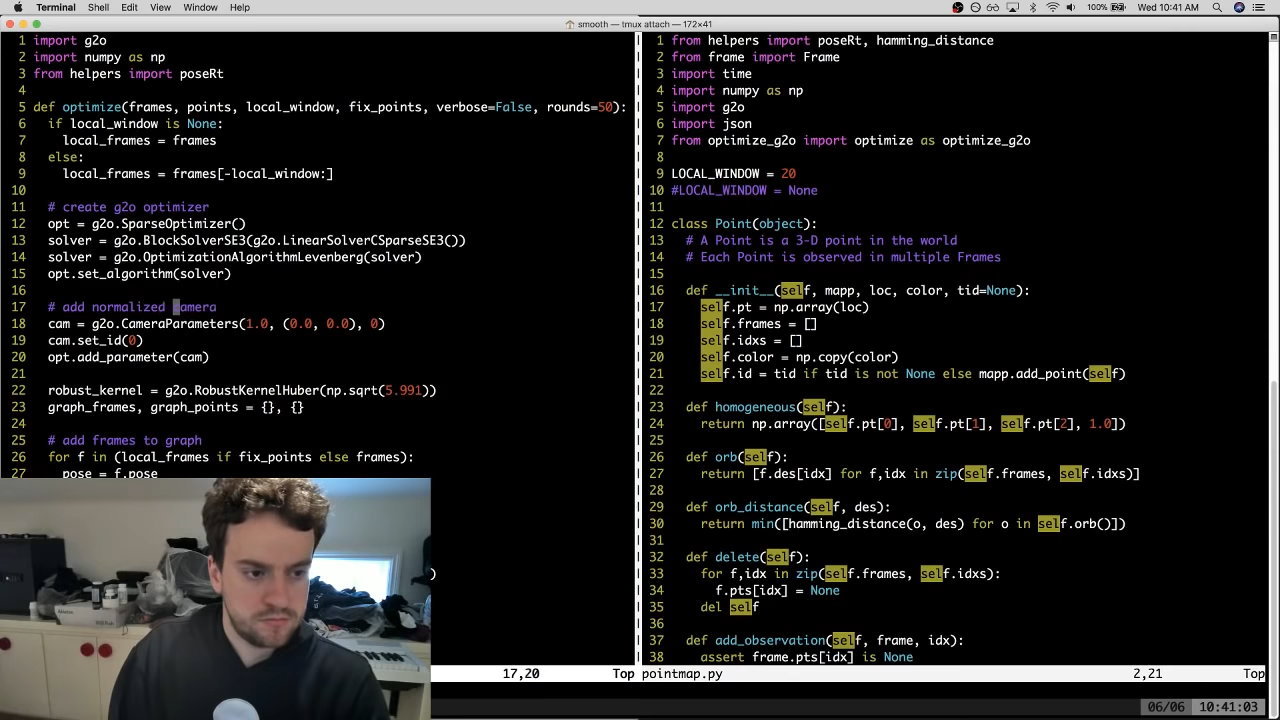 Terminal Shell Edit View Window Help 100% Wed 10:41 AM
smooth — tmux attach — 172×41
1 import g2o
2 import numpy as np
3 from helpers import poseRt
4
5 def optimize(frames, points, local_window, fix_points, verbose=False, rounds=50):
6 if local_window is None:
7 local_frames = frames
8 else:
9 local_frames = frames[-local_window:]
10
11 # create g2o optimizer
12 opt = g2o.SparseOptimizer()
13 solver = g2o.BlockSolverSE3(g2o.LinearSolverCSparseSE3())
14 solver = g2o.OptimizationAlgorithmLevenberg(solver)
15 opt.set_algorithm(solver)
16
17 # add normalized camera
18 cam = g2o.CameraParameters(1.0, (0.0, 0.0), 0)
19 cam.set_id(0)
20 opt.add_parameter(cam)
21
22 robust_kernel = g2o.RobustKernelHuber(np.sqrt(5.991))
23 graph_frames, graph_points = {}, {}
24
25 # add frames to graph
26 for f in (local_frames if fix_points else frames):
27 pose = f.pose
)
17,20 Top
1 from helpers import poseRt, hamming_distance
2 from frame import Frame
3 import time
4 import numpy as np
5 import g2o
6 import json
7 from optimize_g2o import optimize as optimize_g2o
8
9 LOCAL_WINDOW = 20
10 #LOCAL_WINDOW = None
11
12 class Point(object):
13 # A Point is a 3-D point in the world
14 # Each Point is observed in multiple Frames
15
16 def __init__(self, mapp, loc, color, tid=None):
17 self.pt = np.array(loc)
18 self.frames = []
19 self.idxs = []
20 self.color = np.copy(color)
21 self.id = tid if tid is not None else mapp.add_point(self)
22
23 def homogeneous(self):
24 return np.array([self.pt[0], self.pt[1], self.pt[2], 1.0])
25
26 def orb(self):
27 return [f.des[idx] for f,idx in zip(self.frames, self.idxs)]
28
29 def orb_distance(self, des):
30 return min([hamming_distance(o, des) for o in self.orb()])
31
32 def delete(self):
33 for f,idx in zip(self.frames, self.idxs):
34 f.pts[idx] = None
35 del self
36
37 def add_observation(self, frame, idx):
38 assert frame.pts[idx] is None
pointmap.py 2,21 Top
06/06 10:41:03